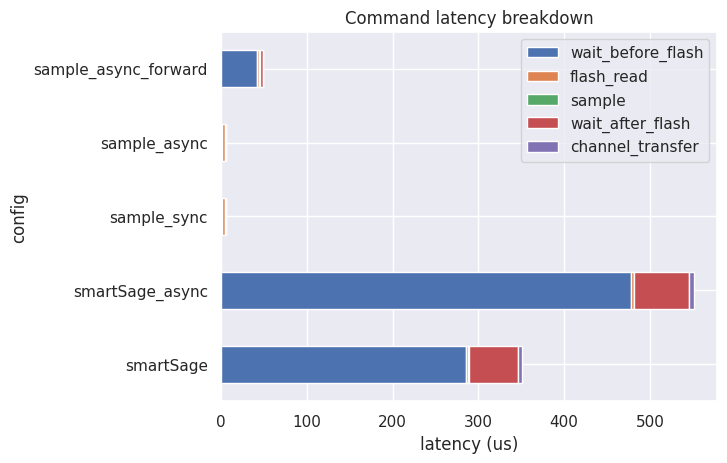 Command latency breakdown
wait_before_flash
flash_read
sample
wait_after_flash
channel_transfer
config
sample_async_forward
sample_async
sample_sync
smartSage_async
smartSage
0 100 200 300 400 500
latency (us)